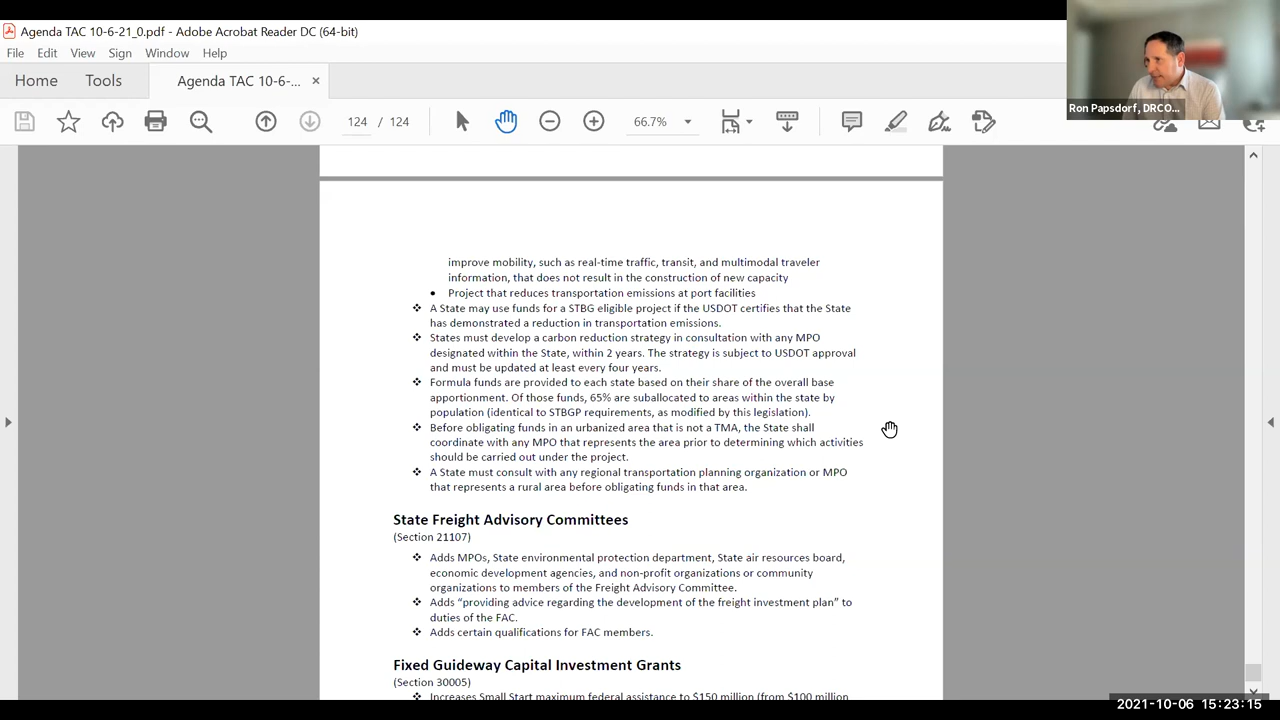 Agenda TAC 10-6-21_0.pdf - Adobe Acrobat Reader DC (64-bit)
File Edit View Sign Window Help
Home Tools Agenda TAC 10-6-... ×
124 / 124 66.7%
Ron Papsdorf, DRCO...
improve mobility, such as real-time traffic, transit, and multimodal traveler
information, that does not result in the construction of new capacity
• Project that reduces transportation emissions at port facilities
❖ A State may use funds for a STBG eligible project if the USDOT certifies that the State
has demonstrated a reduction in transportation emissions.
❖ States must develop a carbon reduction strategy in consultation with any MPO
designated within the State, within 2 years. The strategy is subject to USDOT approval
and must be updated at least every four years.
❖ Formula funds are provided to each state based on their share of the overall base
apportionment. Of those funds, 65% are suballocated to areas within the state by
population (identical to STBGP requirements, as modified by this legislation).
❖ Before obligating funds in an urbanized area that is not a TMA, the State shall
coordinate with any MPO that represents the area prior to determining which activities
should be carried out under the project.
❖ A State must consult with any regional transportation planning organization or MPO
that represents a rural area before obligating funds in that area.
State Freight Advisory Committees
(Section 21107)
❖ Adds MPOs, State environmental protection department, State air resources board,
economic development agencies, and non-profit organizations or community
organizations to members of the Freight Advisory Committee.
❖ Adds “providing advice regarding the development of the freight investment plan” to
duties of the FAC.
❖ Adds certain qualifications for FAC members.
Fixed Guideway Capital Investment Grants
(Section 30005)
❖ Increases Small Start maximum federal assistance to $150 million (from $100 million
2021-10-06 15:23:15